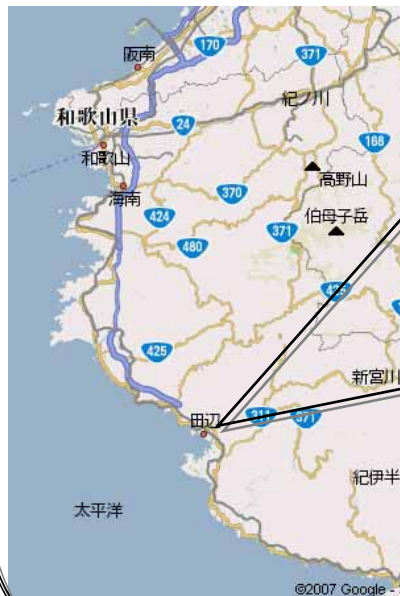 阪南
170
371
紀ノ川
和歌山県
24
168
和歌山
高野山
海南
370
424
伯母子岳
371
480
425
425
新宮川
田辺
311
371
紀伊半
太平洋
©2007 Google -